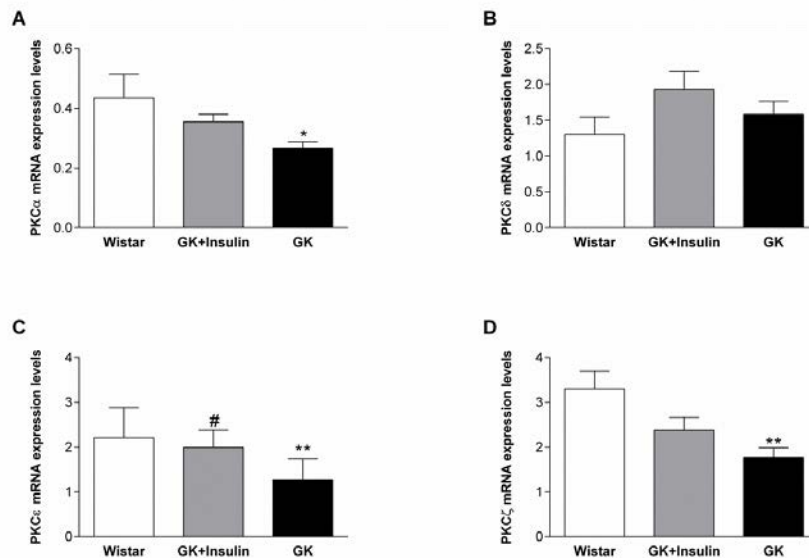 A
PKCα mRNA expression levels
0.6
0.4
0.2
0.0
*
Wistar GK+Insulin GK
B
PKCδ mRNA expression levels
2.5
2.0
1.5
1.0
0.5
0.0
Wistar GK+Insulin GK
C
PKCε mRNA expression levels
4
3
2
1
0
#
**
Wistar GK+Insulin GK
D
PKCζ mRNA expression levels
4
3
2
1
0
**
Wistar GK+Insulin GK